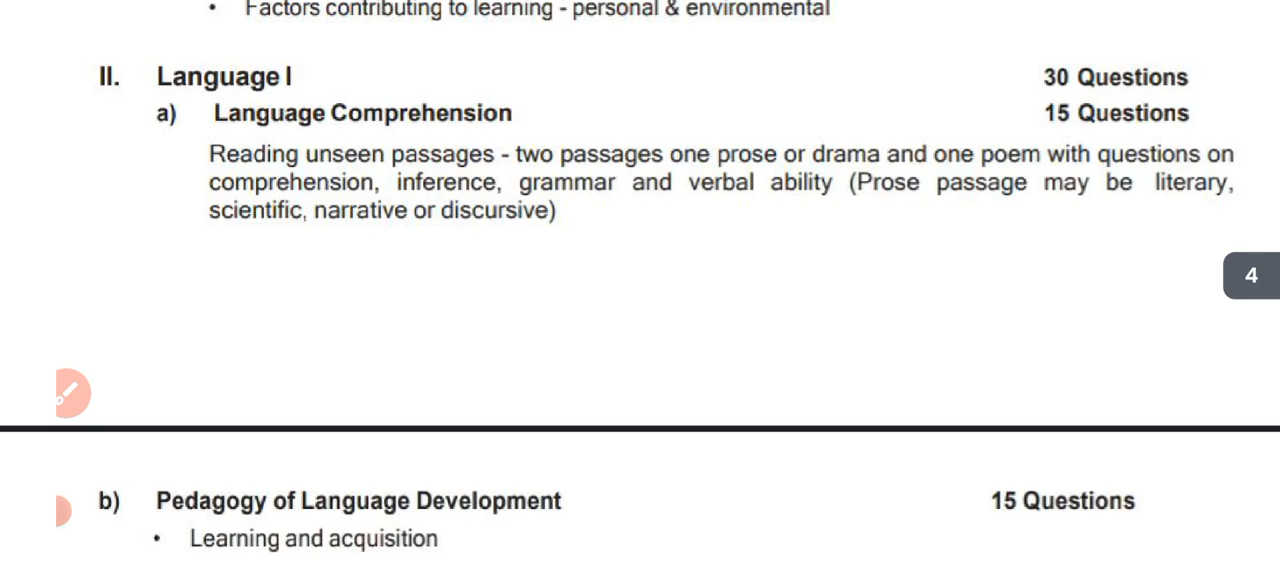 • Factors contributing to learning - personal & environmental
II. Language I 30 Questions
a) Language Comprehension 15 Questions
Reading unseen passages - two passages one prose or drama and one poem with questions on
comprehension, inference, grammar and verbal ability (Prose passage may be literary,
scientific, narrative or discursive)
4
b) Pedagogy of Language Development 15 Questions
• Learning and acquisition